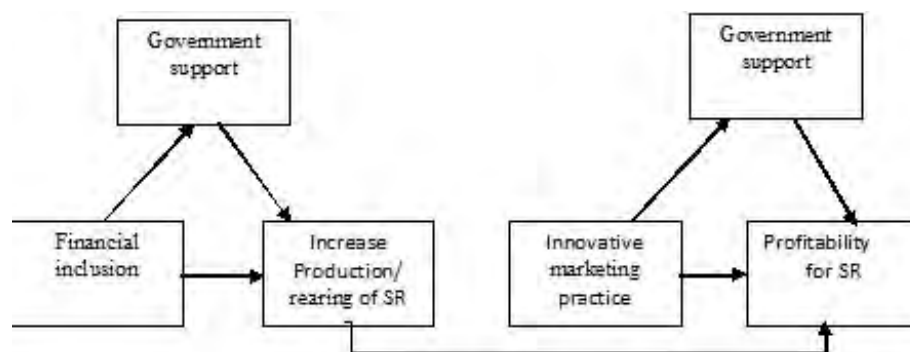 Government
support
Government
support
Financial
inclusion
Increase
Production/
rearing of SR
Innovative
marketing
practice
Profitability
for SR